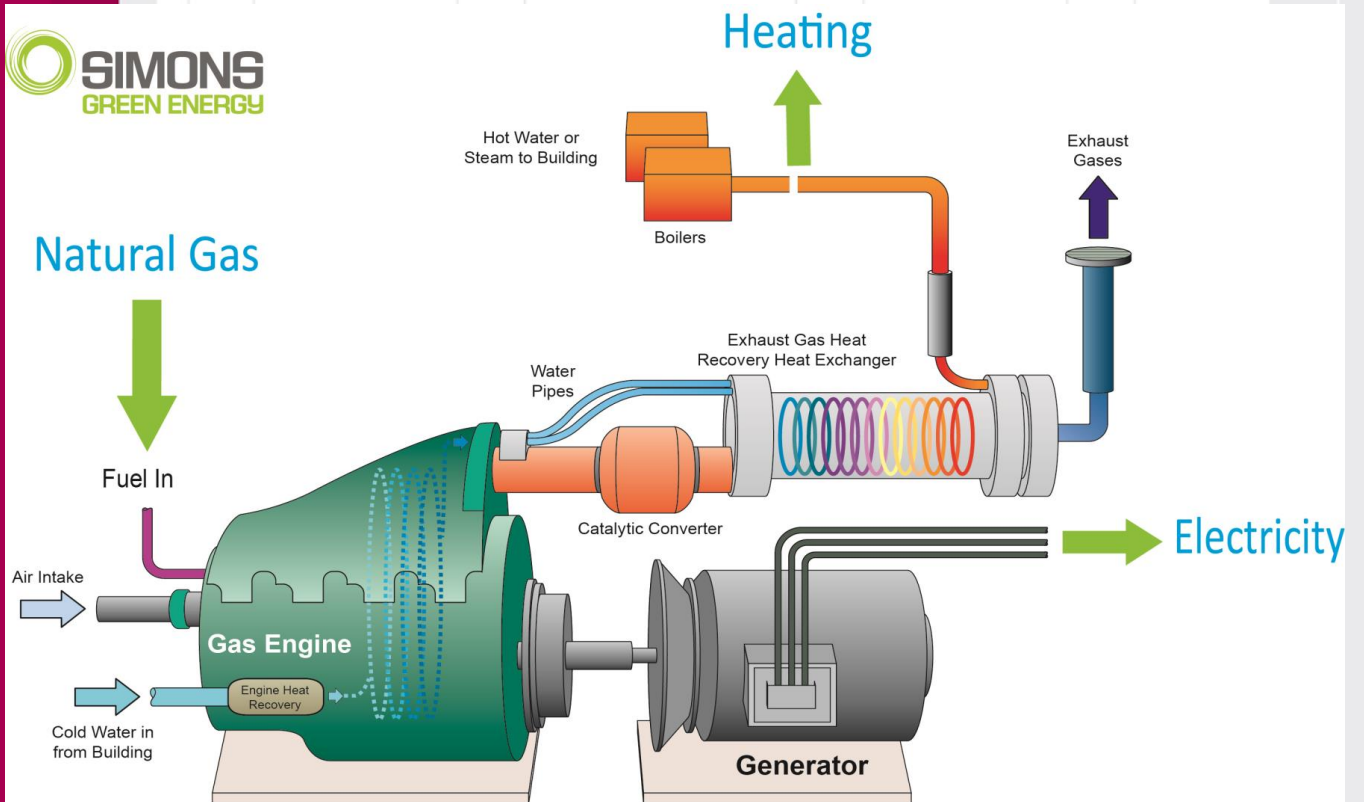 SIMONS
GREEN ENERGY
Heating
Hot Water or
Steam to Building
Boilers
Exhaust
Gases
Natural Gas
Exhaust Gas Heat
Recovery Heat Exchanger
Water
Pipes
Fuel In
Catalytic Converter
Electricity
Air Intake
Gas Engine
Engine Heat
Recovery
Cold Water in
from Building
Generator